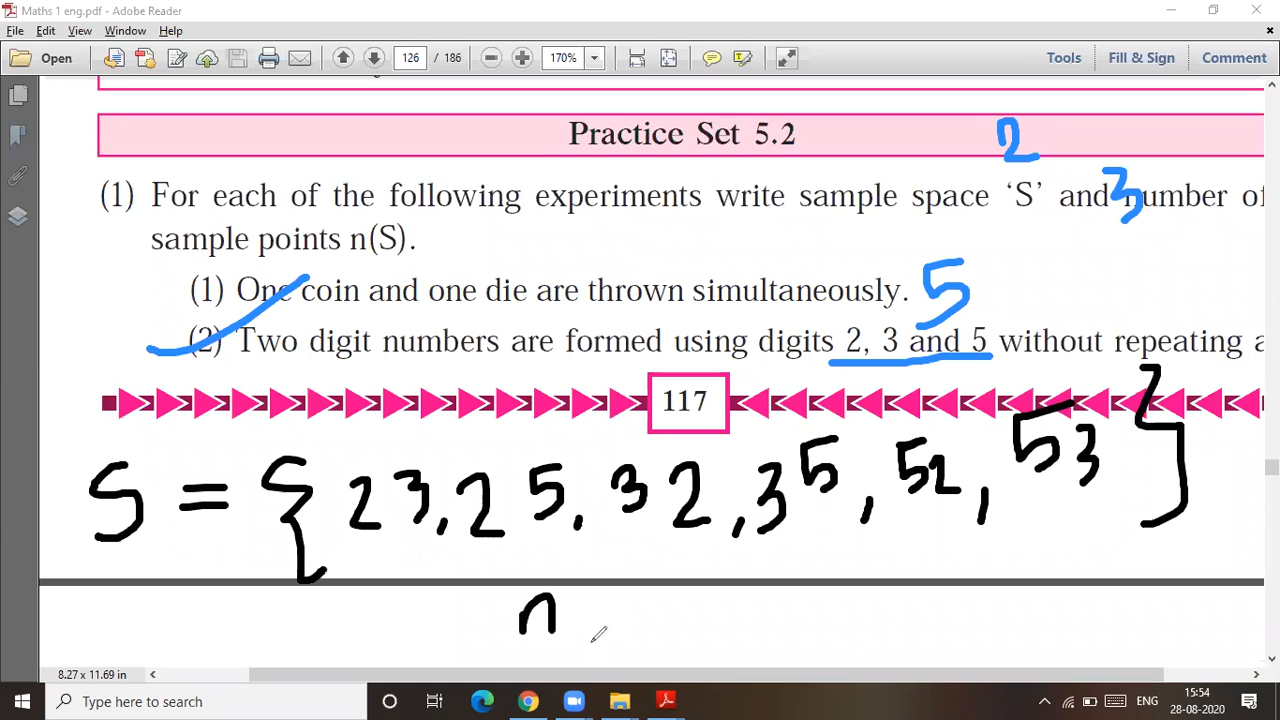 Maths 1 eng.pdf - Adobe Reader
File Edit View Window Help
Open 126 / 186 170% Tools Fill & Sign Comment
Practice Set 5.2
2
(1) For each of the following experiments write sample space ‘S’ and number of
3
sample points n(S).
(1) One coin and one die are thrown simultaneously.
5
(2) Two digit numbers are formed using digits 2, 3 and 5 without repeating a
117
S = { 23, 25, 32, 35, 52, 53 }
n
8.27 x 11.69 in
Type here to search
ENG
15:54
28-08-2020